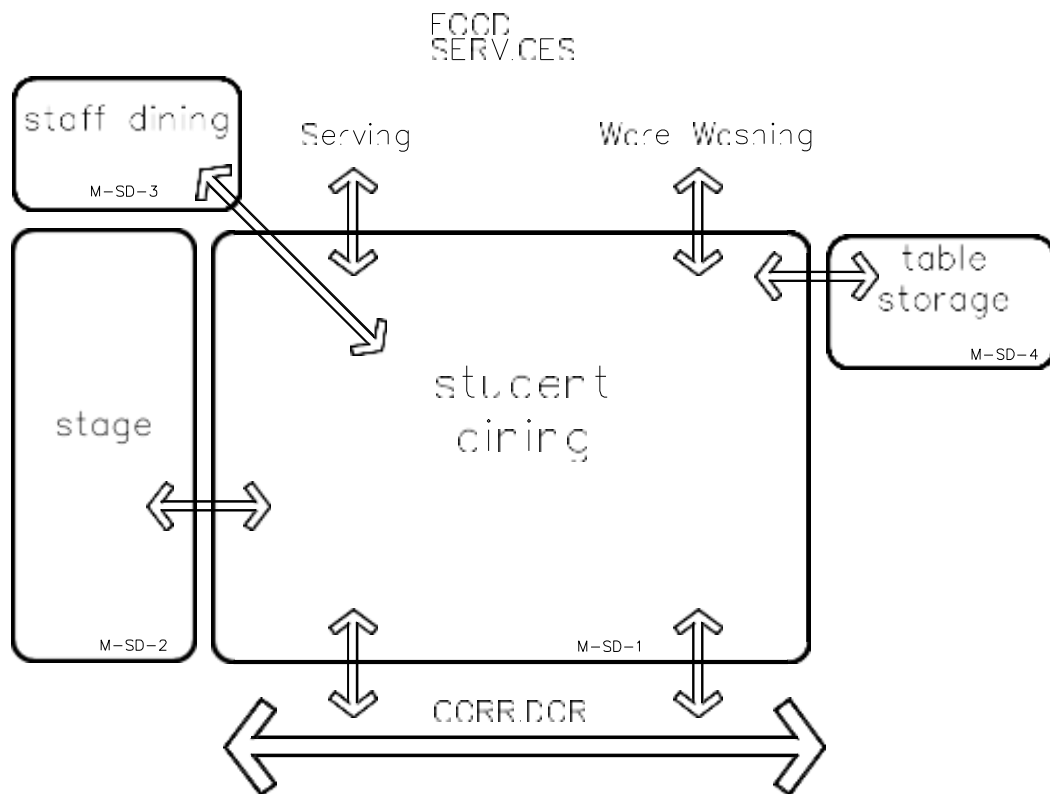 FOOD
SERVICES
staff dining
Serving
Ware Washing
M-SD-3
table
storage
M-SD-4
student
dining
stage
M-SD-2
M-SD-1
CORRIDOR